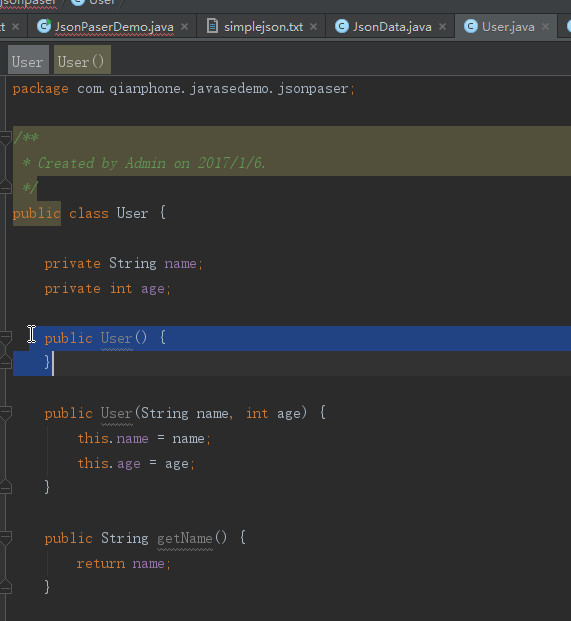 jsonpaser User
xt JsonPaserDemo.java simplejson.txt JsonData.java User.java
User User()
package com.qianphone.javasedemo.jsonpaser;
/**
* Created by Admin on 2017/1/6.
*/
public class User {
private String name;
private int age;
public User() {
}
public User(String name, int age) {
this.name = name;
this.age = age;
}
public String getName() {
return name;
}